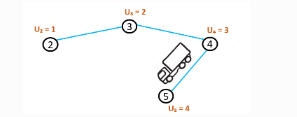 U₃ = 2
U₂ = 1
3
U₄ = 3
2
4
5
U₅ = 4